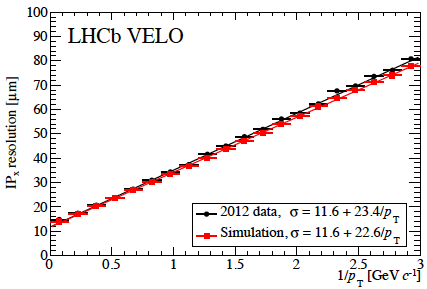 100
90
80
70
60
50
40
30
20
10
0
IPₓ resolution [μm]
LHCb VELO
2012 data, σ = 11.6 + 23.4/p_T
Simulation, σ = 11.6 + 22.6/p_T
0 0.5 1 1.5 2 2.5 3
1/p_T [GeV c⁻¹]